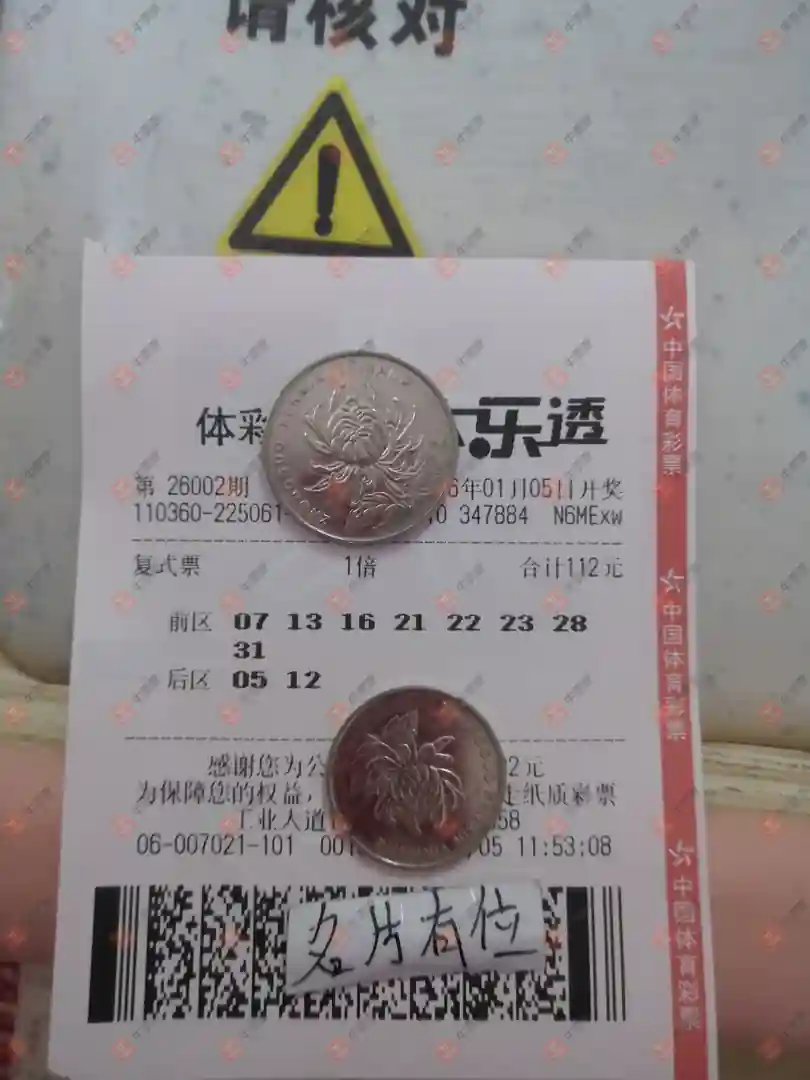 请核对
体彩 乐透
第 26002期 6年01月05日开奖
110360-225061- 0 347884 N6MExw
复式票 1倍 合计112元
前区 07 13 16 21 22 23 28
31
后区 05 12
感谢您为公 2元
为保障您的权益, 纸质彩票
工业大道 58
06-007021-101 001 05 11:53:08
名片有位
中国体育彩票
中国体育彩票
中国体育彩票